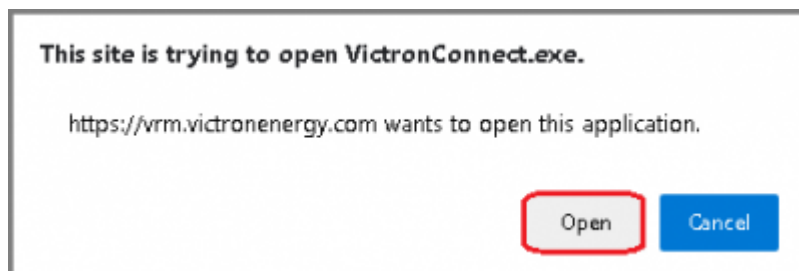 This site is trying to open VictronConnect.exe.
https://vrm.victronenergy.com wants to open this application.
Open Cancel